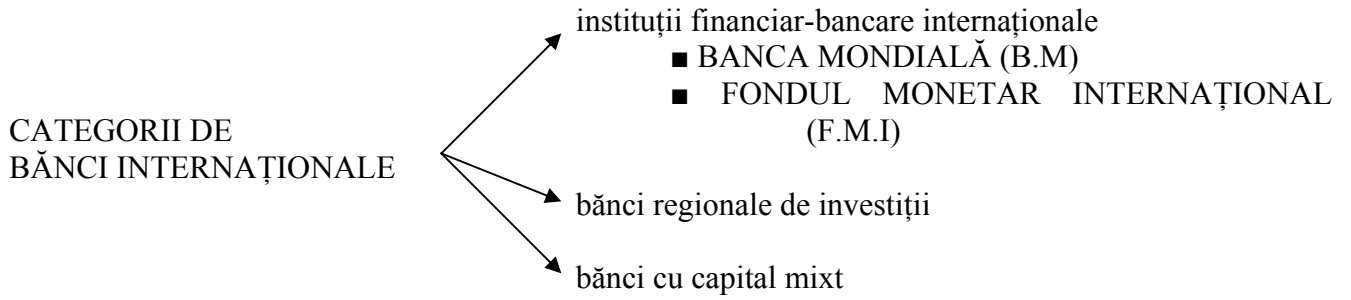 instituții financiar-bancare internaționale
■ BANCA MONDIALĂ (B.M)
■ FONDUL MONETAR INTERNAȚIONAL
(F.M.I)
CATEGORII DE
BĂNCI INTERNAȚIONALE
bănci regionale de investiții
bănci cu capital mixt